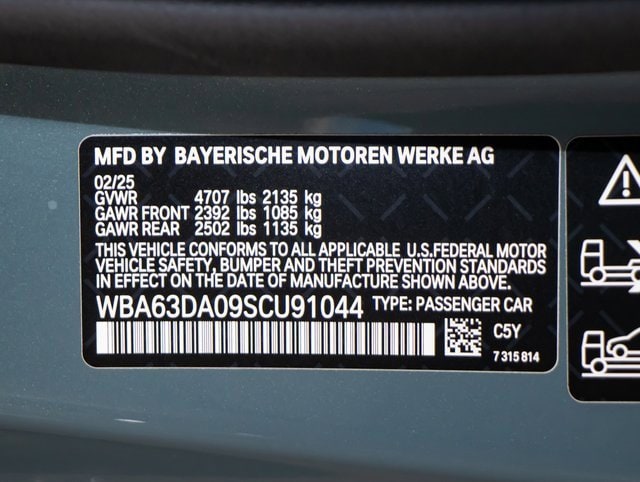 MFD BY BAYERISCHE MOTOREN WERKE AG
02/25
GVWR 4707 lbs 2135 kg
GAWR FRONT 2392 lbs 1085 kg
GAWR REAR 2502 lbs 1135 kg
THIS VEHICLE CONFORMS TO ALL APPLICABLE U.S.FEDERAL MOTOR
VEHICLE SAFETY, BUMPER AND THEFT PREVENTION STANDARDS
IN EFFECT ON THE DATE OF MANUFACTURE SHOWN ABOVE.
WBA63DA09SCU91044 TYPE: PASSENGER CAR
C5Y
7 315 814